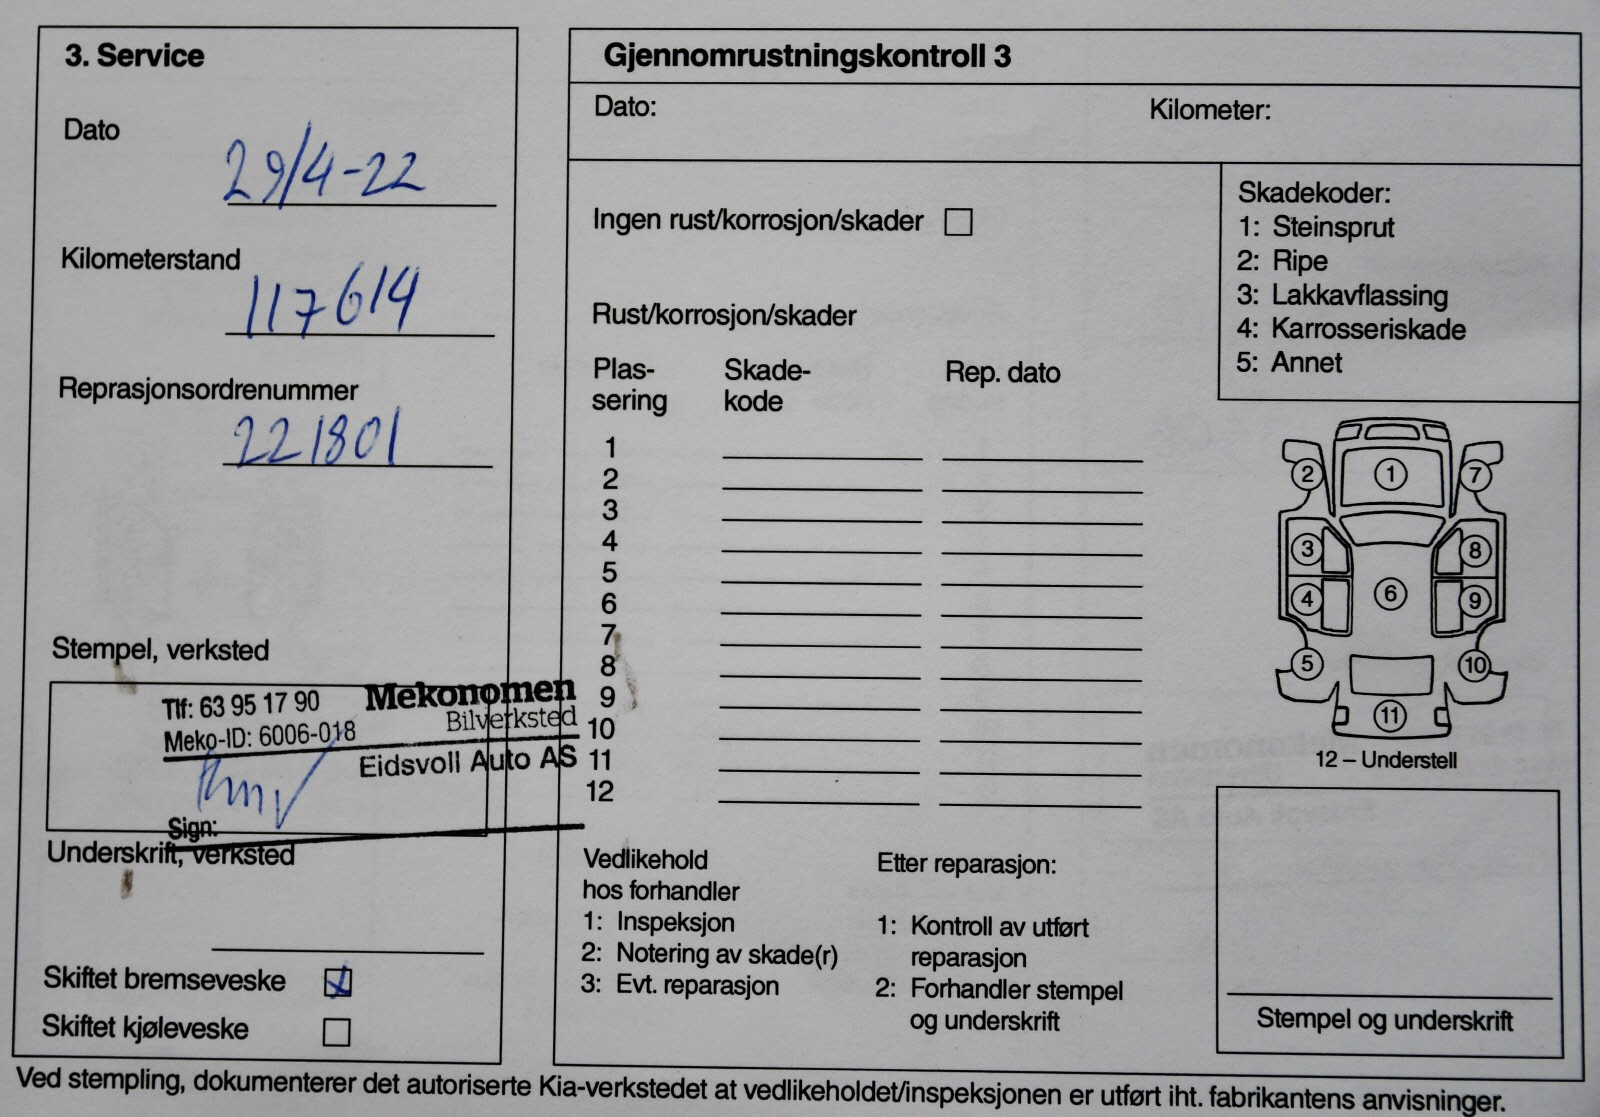 3. Service
Dato
29/4-22
Kilometerstand
117614
Reprasjonsordrenummer
221801
Stempel, verksted
Tlf: 63 95 17 90
Meko-ID: 6006-018
Mekonomen
Bilverksted
Eidsvoll Auto AS
Sign:
Underskrift, verksted
Skiftet bremseveske
Skiftet kjøleveske
Gjennomrustningskontroll 3
Dato: Kilometer:
Ingen rust/korrosjon/skader
Rust/korrosjon/skader
Plas-
sering
Skade-
kode
Rep. dato
1
2
3
4
5
6
7
8
9
10
11
12
Skadekoder:
1: Steinsprut
2: Ripe
3: Lakkavflassing
4: Karrosseriskade
5: Annet
2 1 7
3 8
4 6 9
5 10
11
12 – Understell
Vedlikehold
hos forhandler
1: Inspeksjon
2: Notering av skade(r)
3: Evt. reparasjon
Etter reparasjon:
1: Kontroll av utført
reparasjon
2: Forhandler stempel
og underskrift
Stempel og underskrift
Ved stempling, dokumenterer det autoriserte Kia-verkstedet at vedlikeholdet/inspeksjonen er utført iht. fabrikantens anvisninger.